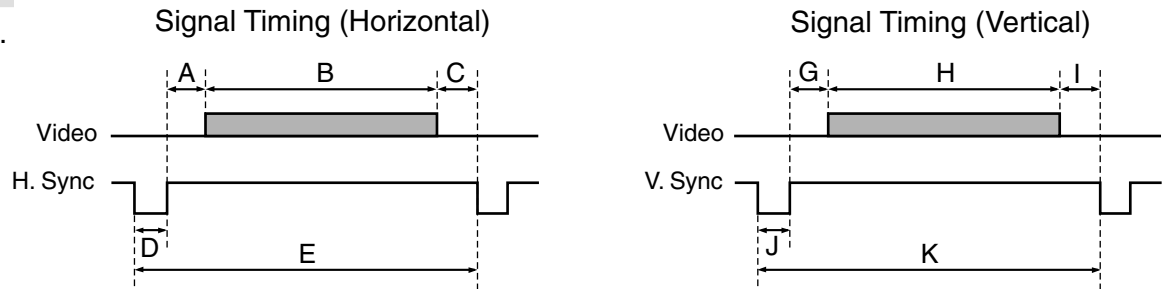 Signal Timing (Horizontal)
.
A B C
Video
H. Sync
D
E
Signal Timing (Vertical)
G H I
Video
V. Sync
J
K